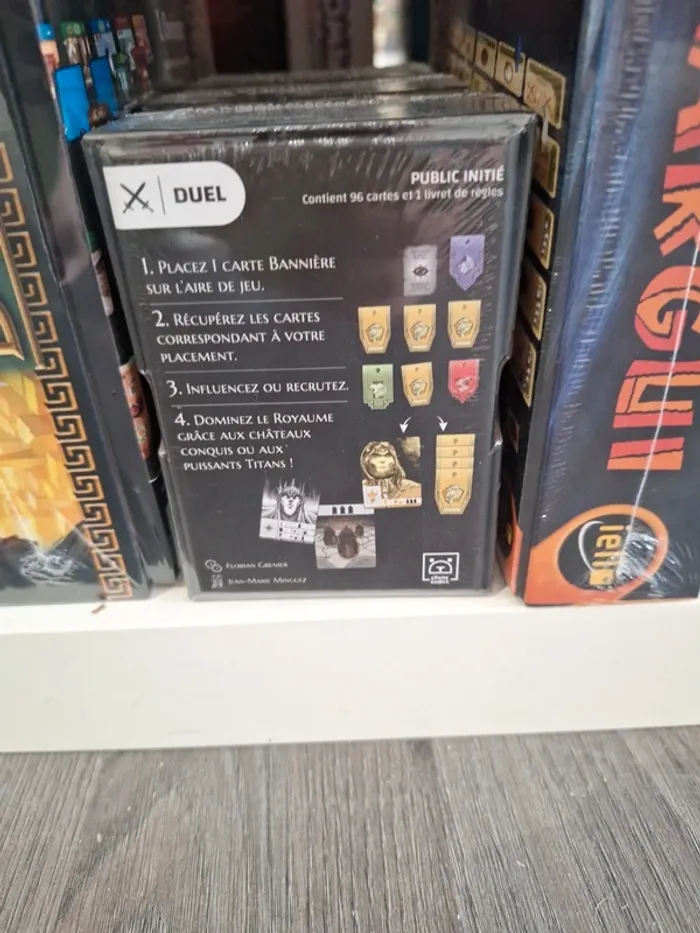 DUEL
PUBLIC INITIÉ
Contient 96 cartes et 1 livret de règles
1. Placez 1 carte Bannière
sur l'aire de jeu.
2. Récupérez les cartes
correspondant à votre
placement.
3. Influencez ou recrutez.
4. Dominez le Royaume
grâce aux châteaux
conquis ou aux
puissants Titans !
Florian Grenier
Jean-Marie Minguez
ARGUI
iello